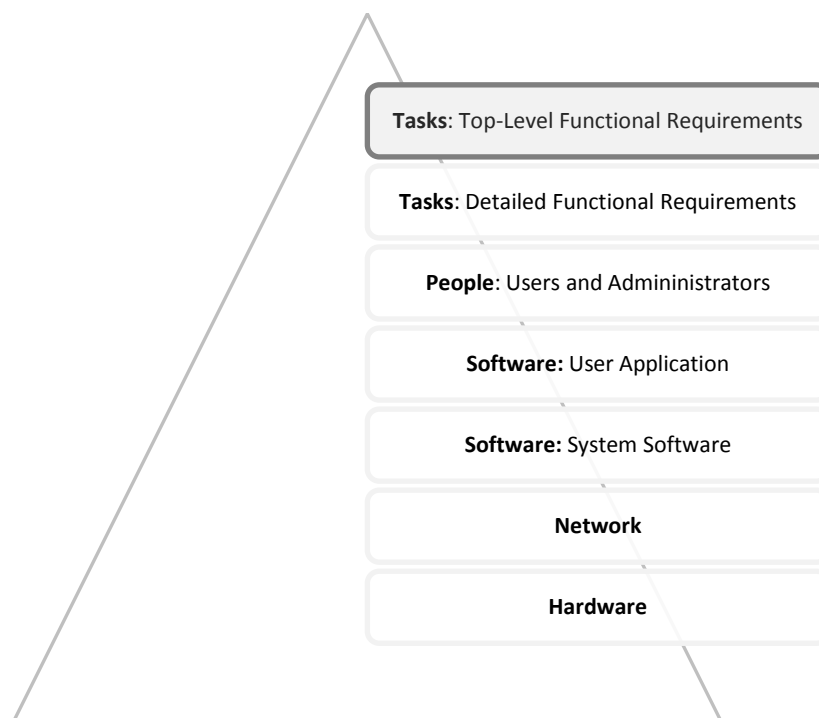 Tasks: Top-Level Functional Requirements
Tasks: Detailed Functional Requirements
People: Users and Admininistrators
Software: User Application
Software: System Software
Network
Hardware